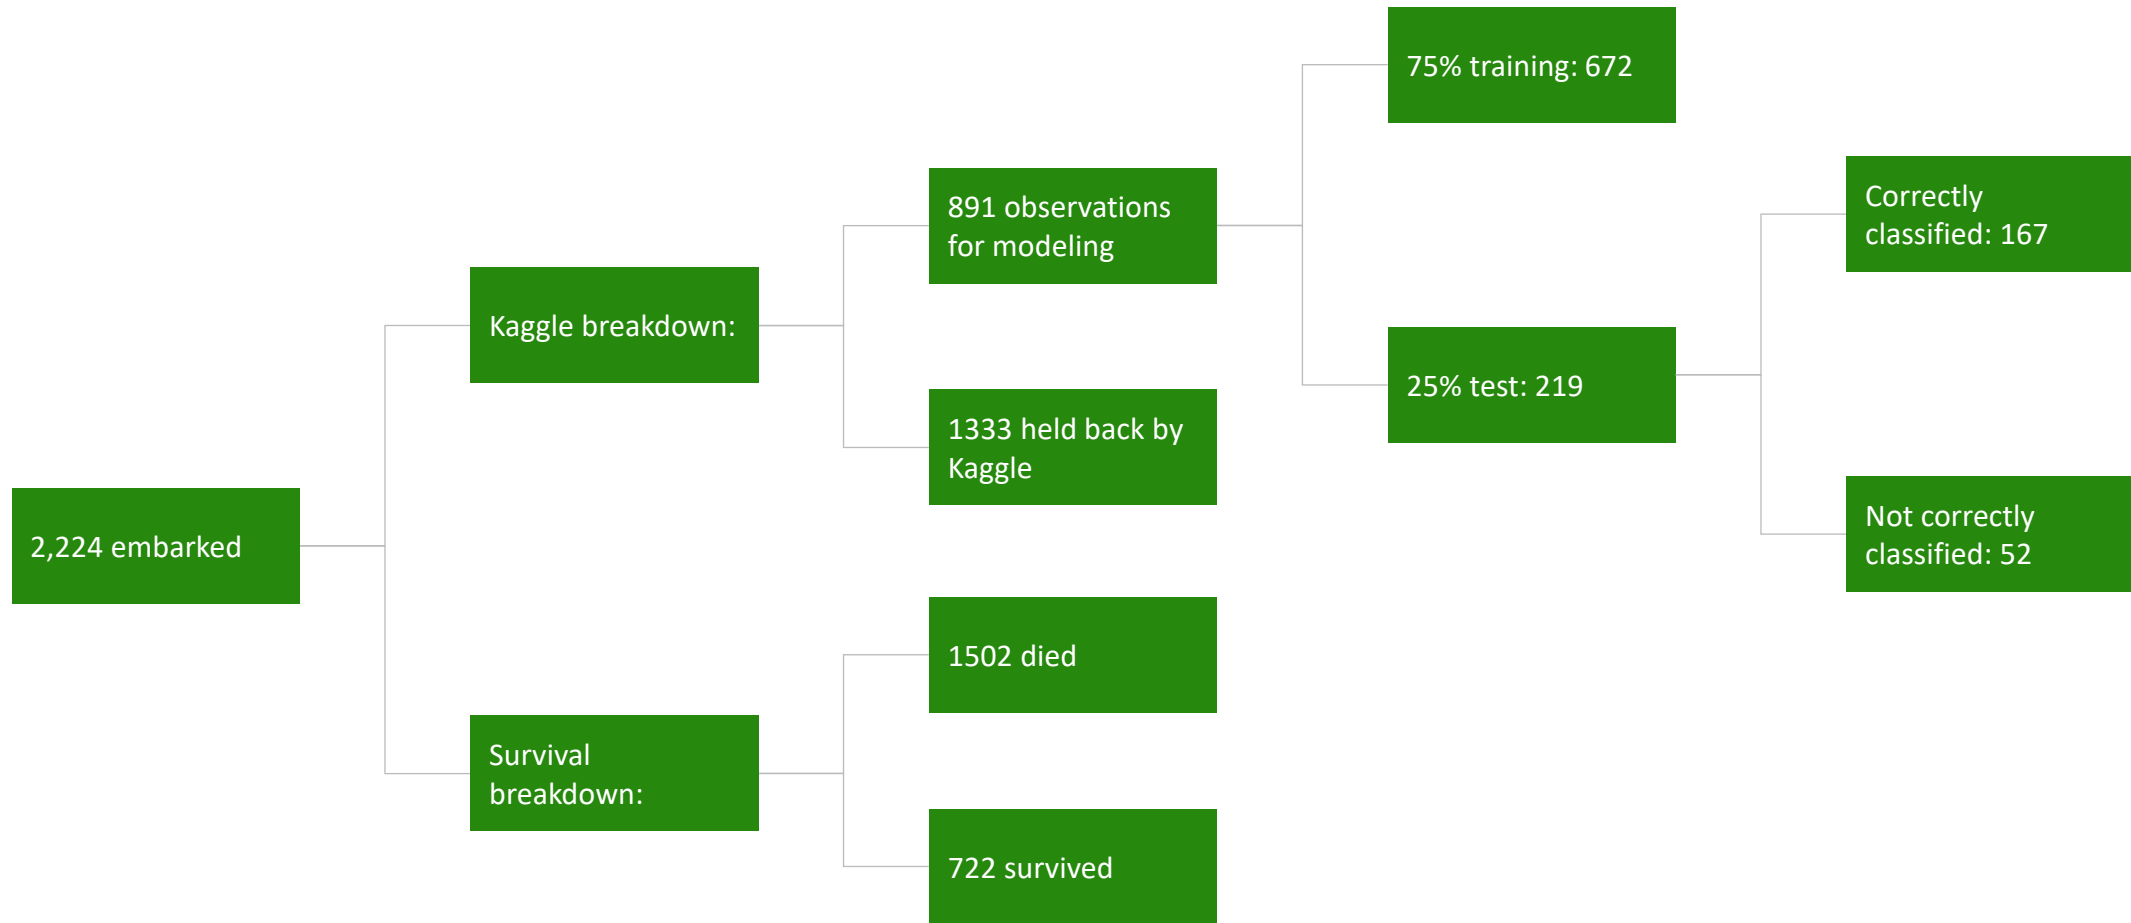 2,224 embarked
Kaggle breakdown:
891 observations
for modeling
75% training: 672
25% test: 219
Correctly
classified: 167
Not correctly
classified: 52
1333 held back by
Kaggle
Survival
breakdown:
1502 died
722 survived